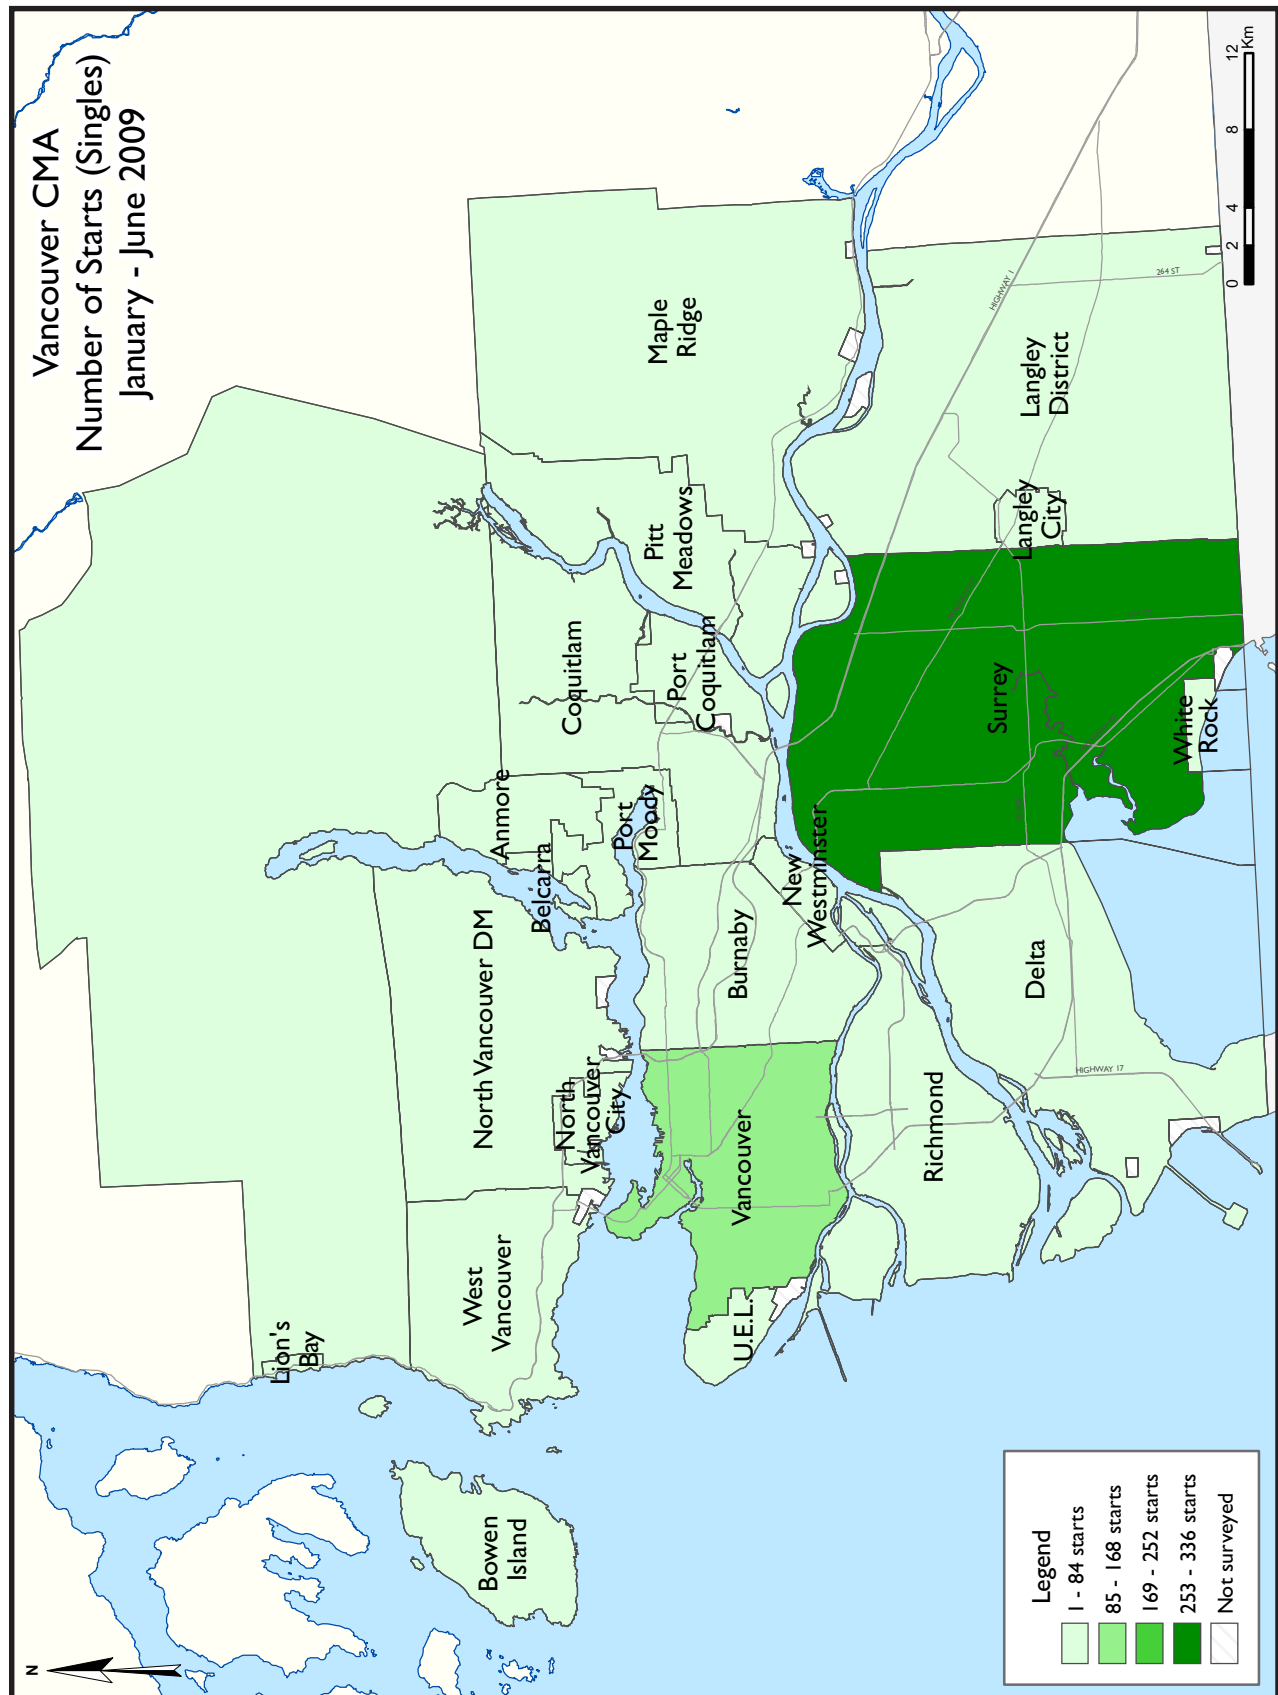 Vancouver CMA
Number of Starts (Singles)
January - June 2009
N
Lion's
Bay
Bowen
Island
West
Vancouver
North Vancouver DM
North
Vancouver
City
Anmore
Belcarra
Port
Moody
Coquitlam
Port
Coquitlam
Pitt
Meadows
Maple
Ridge
U.E.L.
Vancouver
Burnaby
New
Westminster
Richmond
Delta
Surrey
White
Rock
Langley
City
Langley
District
HIGHWAY 1
264 ST
HIGHWAY 17
Legend
1 - 84 starts
85 - 168 starts
169 - 252 starts
253 - 336 starts
Not surveyed
0 2 4 8 12
Km